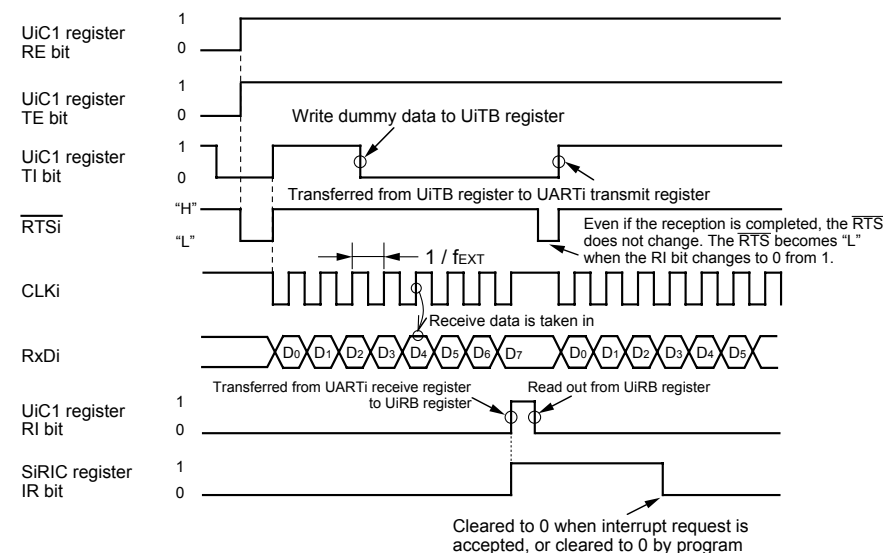 UiC1 register
RE bit
1
0
UiC1 register
TE bit
1
0
Write dummy data to UiTB register
UiC1 register
TI bit
1
0
Transferred from UiTB register to UARTi transmit register
RTSi
“H”
“L”
Even if the reception is completed, the RTS
does not change. The RTS becomes “L”
when the RI bit changes to 0 from 1.
1 / fEXT
CLKi
Receive data is taken in
RxDi
D0 D1 D2 D3 D4 D5 D6 D7 D0 D1 D2 D3 D4 D5
Transferred from UARTi receive register
to UiRB register
Read out from UiRB register
UiC1 register
RI bit
1
0
SiRIC register
IR bit
1
0
Cleared to 0 when interrupt request is
accepted, or cleared to 0 by program